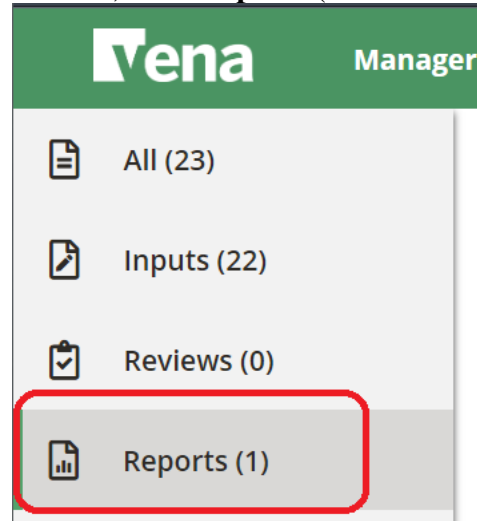 vena Manager
All (23)
Inputs (22)
Reviews (0)
Reports (1)